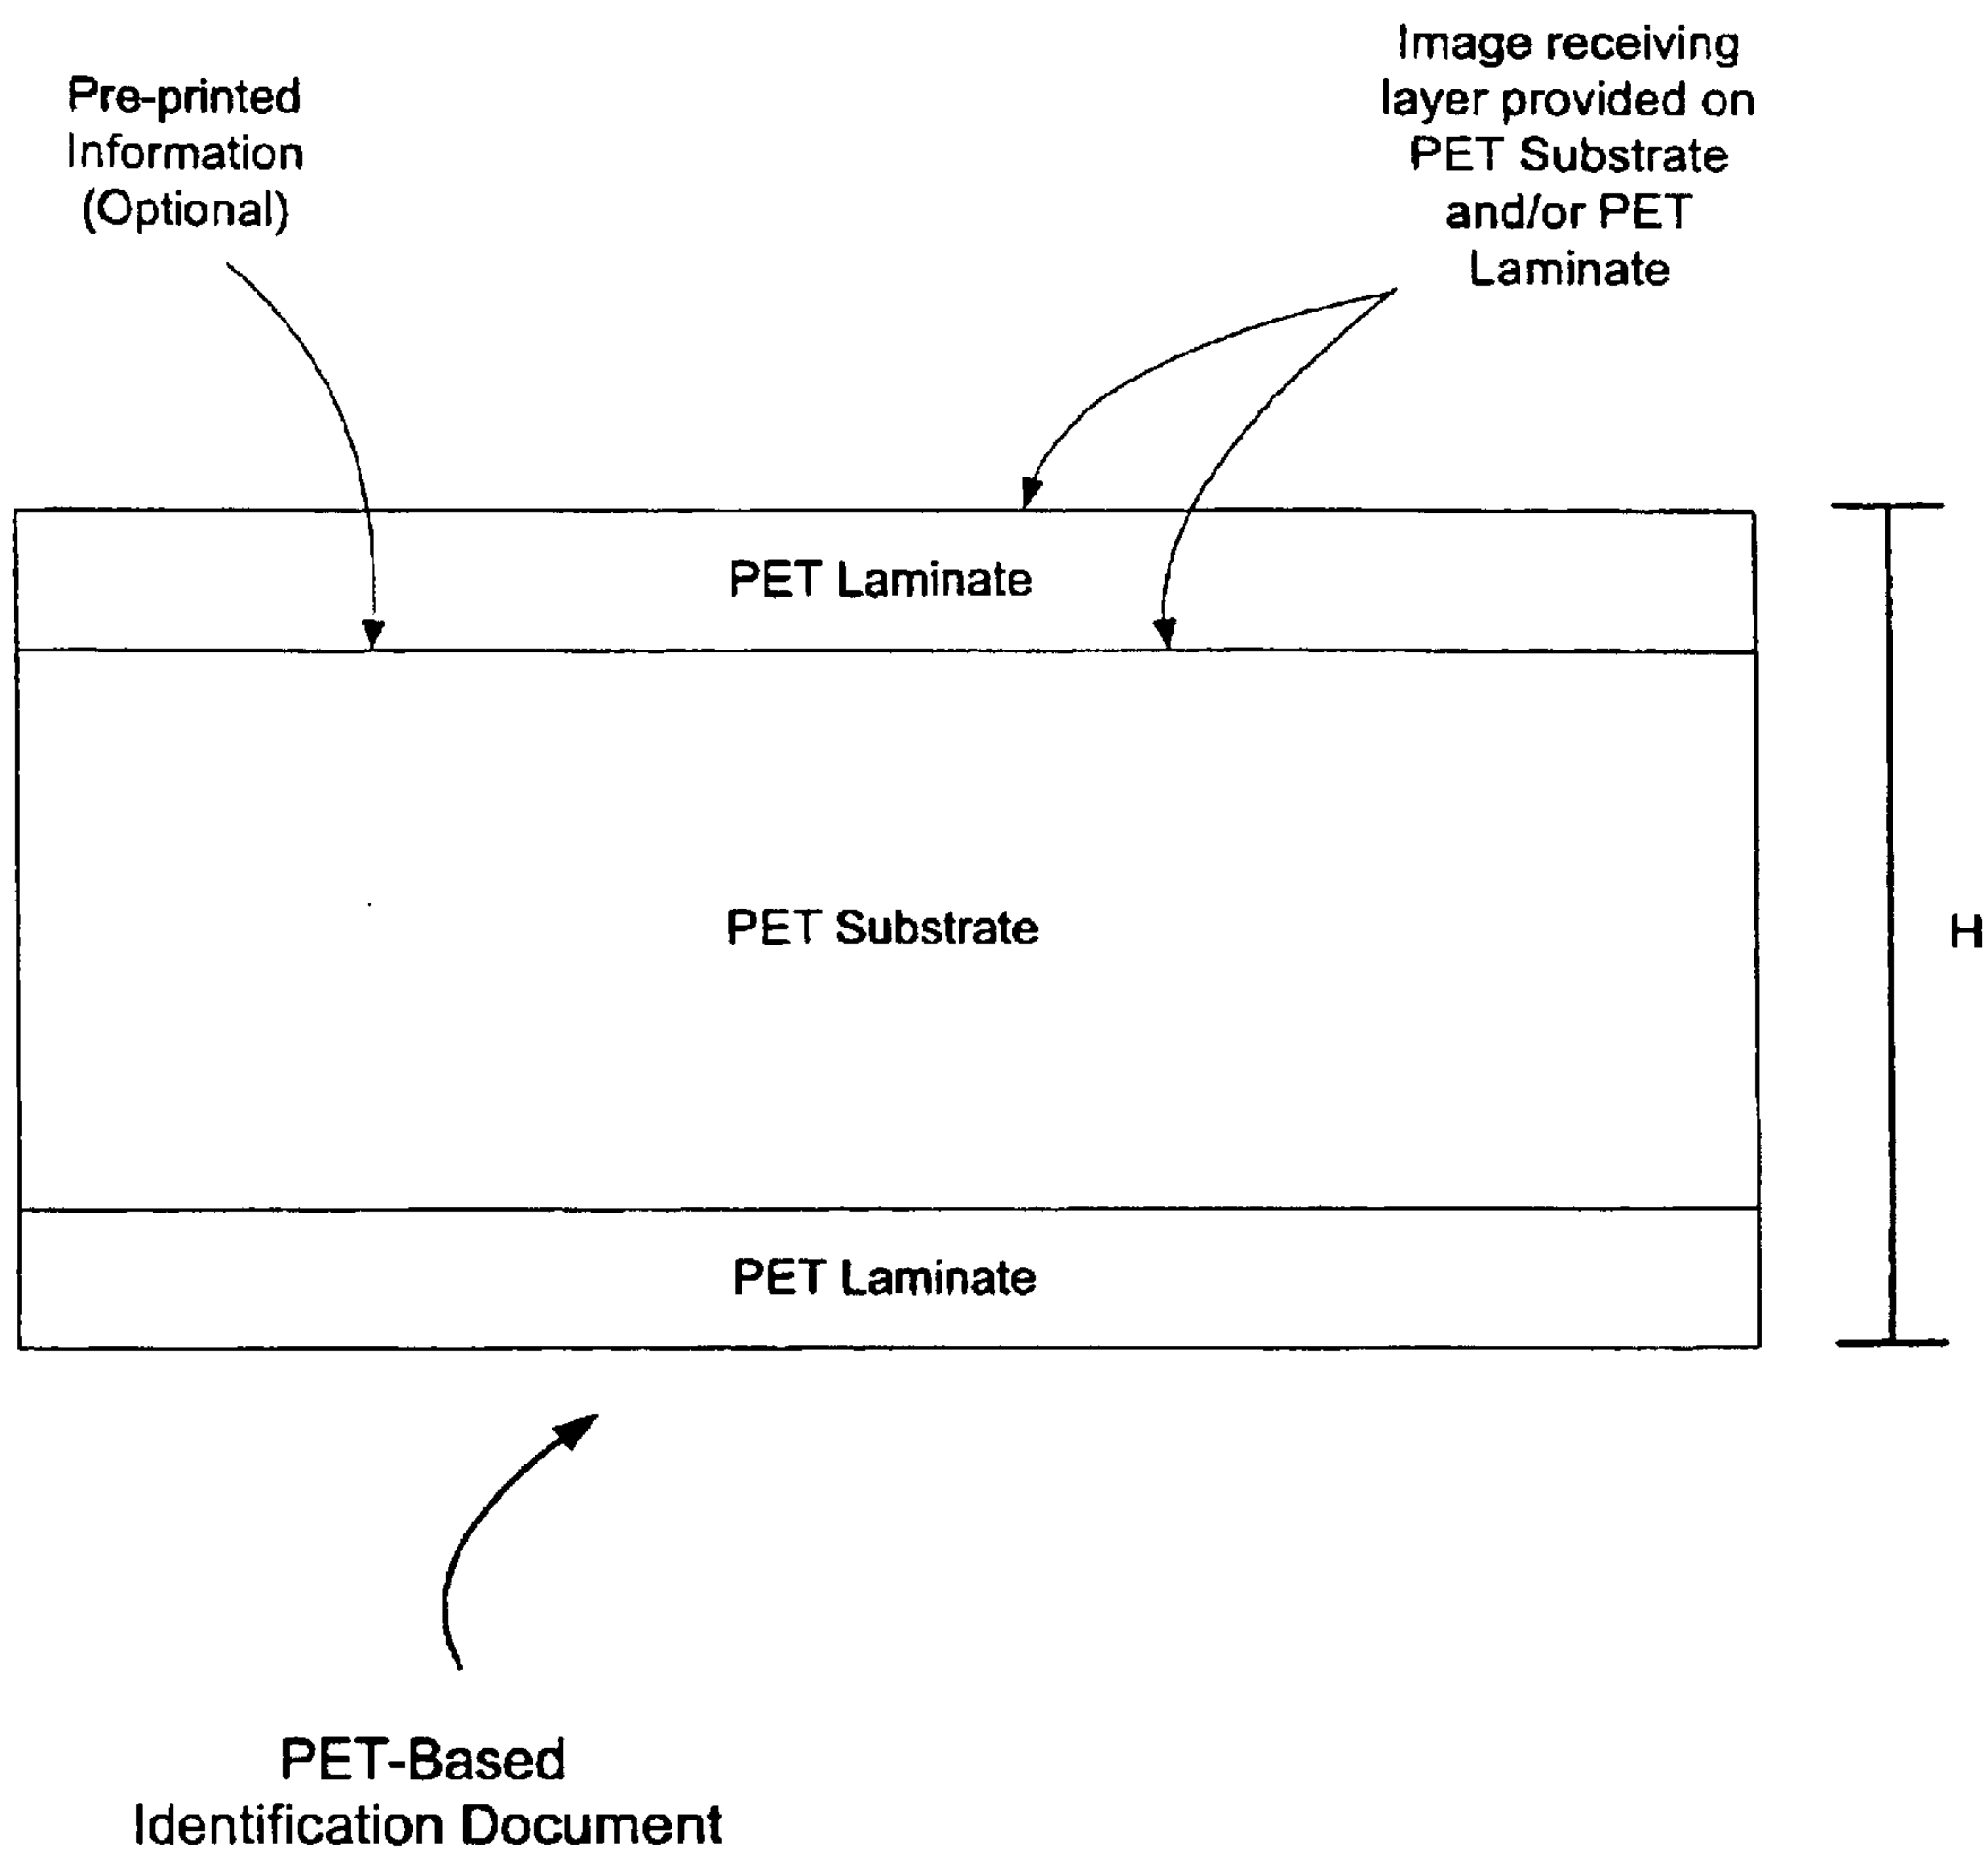 Pre-printed
Information
(Optional)
Image receiving
layer provided on
PET Substrate
and/or PET
Laminate
PET Laminate
PET Substrate
H
PET Laminate
PET-Based
Identification Document